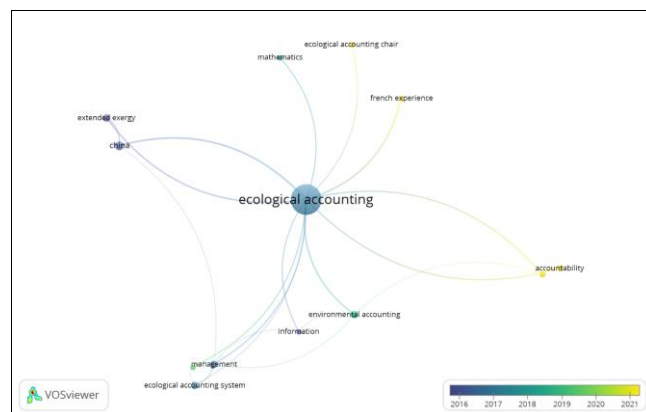 ecological accounting chair
mathematics
french experience
extended exergy
china
ecological accounting
accountability
environmental accounting
information
management
ecological accounting system
VOSviewer
2016 2017 2018 2019 2020 2021